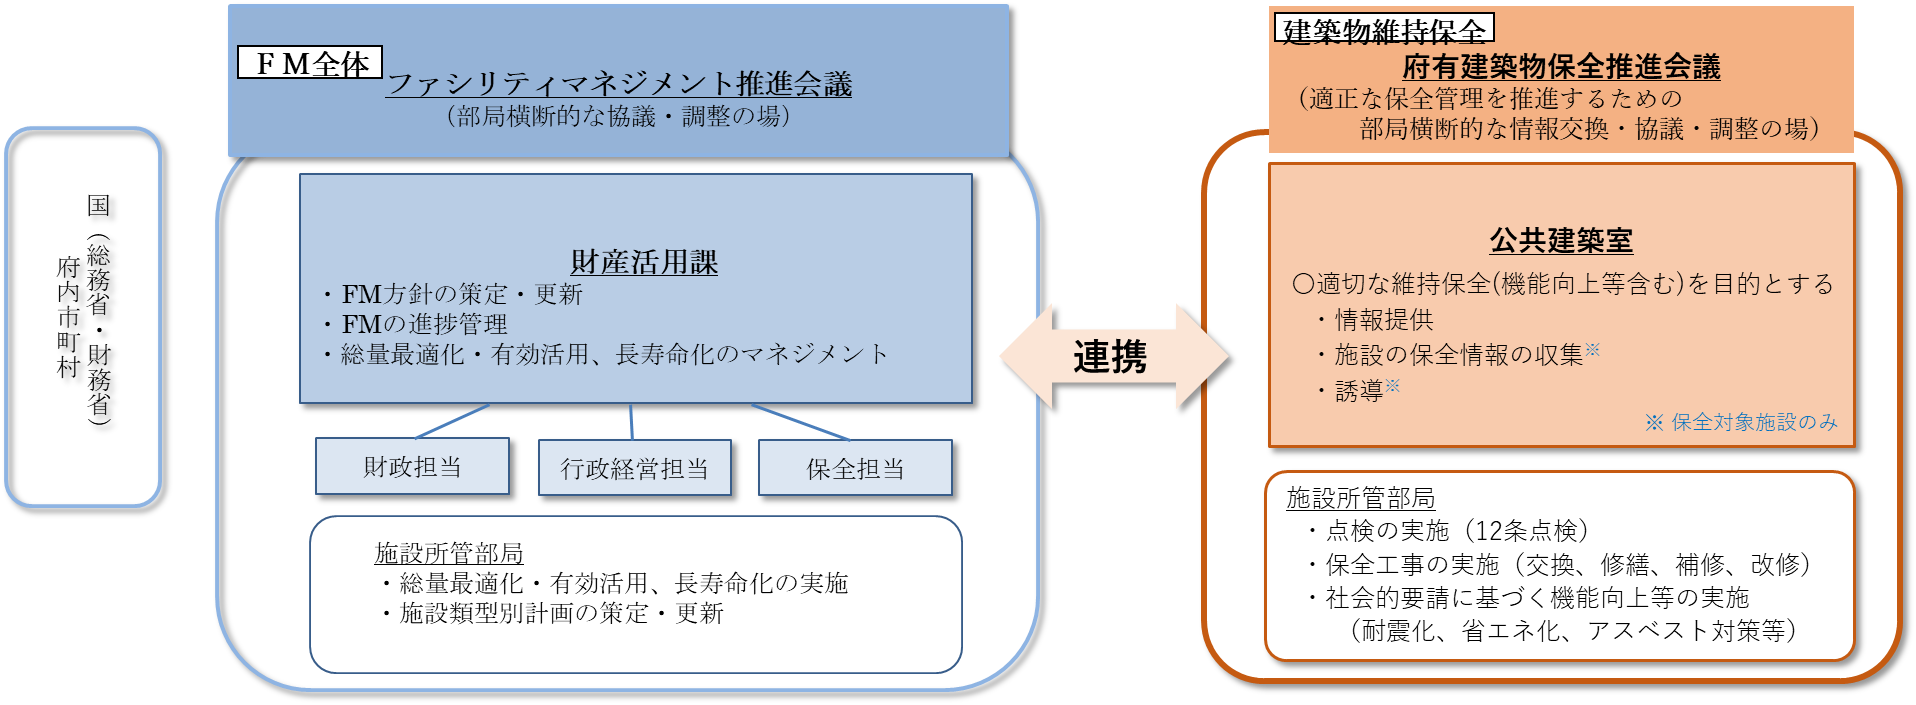 国（総務省・財務省）
府内市町村
ＦＭ全体
ファシリティマネジメント推進会議
（部局横断的な協議・調整の場）
財産活用課
・FM方針の策定・更新
・FMの進捗管理
・総量最適化・有効活用、長寿命化のマネジメント
財政担当
行政経営担当
保全担当
施設所管部局
・総量最適化・有効活用、長寿命化の実施
・施設類型別計画の策定・更新
連携
建築物維持保全
府有建築物保全推進会議
（適正な保全管理を推進するための
部局横断的な情報交換・協議・調整の場）
公共建築室
〇適切な維持保全(機能向上等含む)を目的とする
・情報提供
・施設の保全情報の収集※
・誘導※
※ 保全対象施設のみ
施設所管部局
・点検の実施（12条点検）
・保全工事の実施（交換、修繕、補修、改修）
・社会的要請に基づく機能向上等の実施
（耐震化、省エネ化、アスベスト対策等）